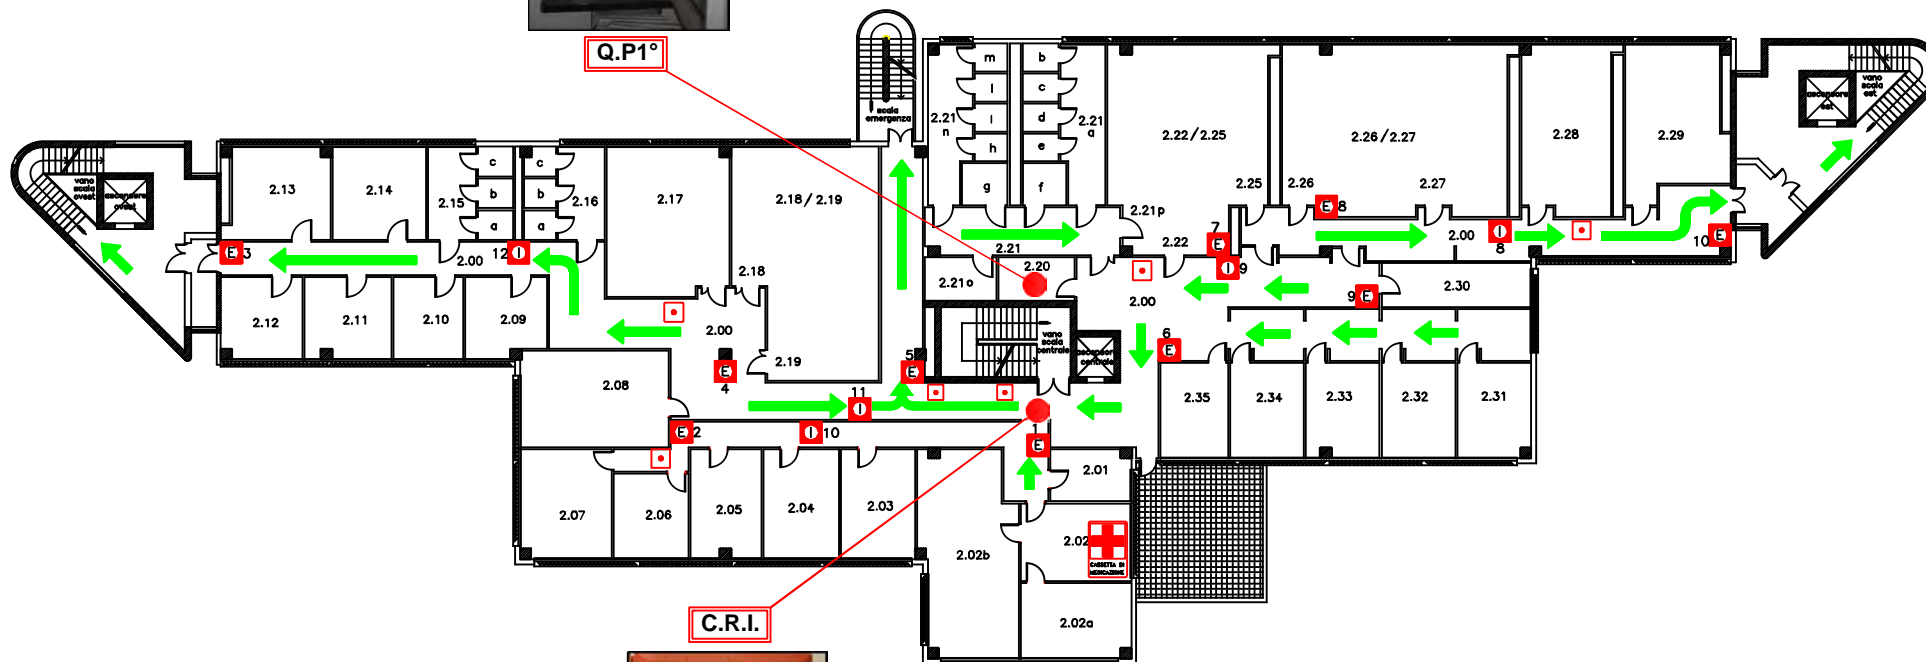 Q.P1°
scala
emergenza
m
l
i
h
g
b
c
d
e
f
2.21
n
2.21
a
2.22/2.25
2.26/2.27
2.28
2.29
ascensore
est
vano
scala
est
vano
scala
ovest
ascensore
ovest
2.13
2.14
2.15
c
b
a
c
b
a
2.16
2.17
2.18/2.19
2.25
2.26
2.27
2.21p
2.22
2.21
2.20
2.21o
E 3
2.00
12 I
2.18
7
E
I 9
E 8
I
8
2.00
10 E
2.00
9 E
2.30
2.12
2.11
2.10
2.09
2.00
vano
scala
centrale
ascensore
centrale
6
E
2.08
E
4
2.19
5
E
11
I
2.35
2.34
2.33
2.32
2.31
E 2
I 10
1
E
2.01
2.07
2.06
2.05
2.04
2.03
2.02b
2.02
CASSETTA DI
MEDICAZIONE
2.02a
C.R.I.